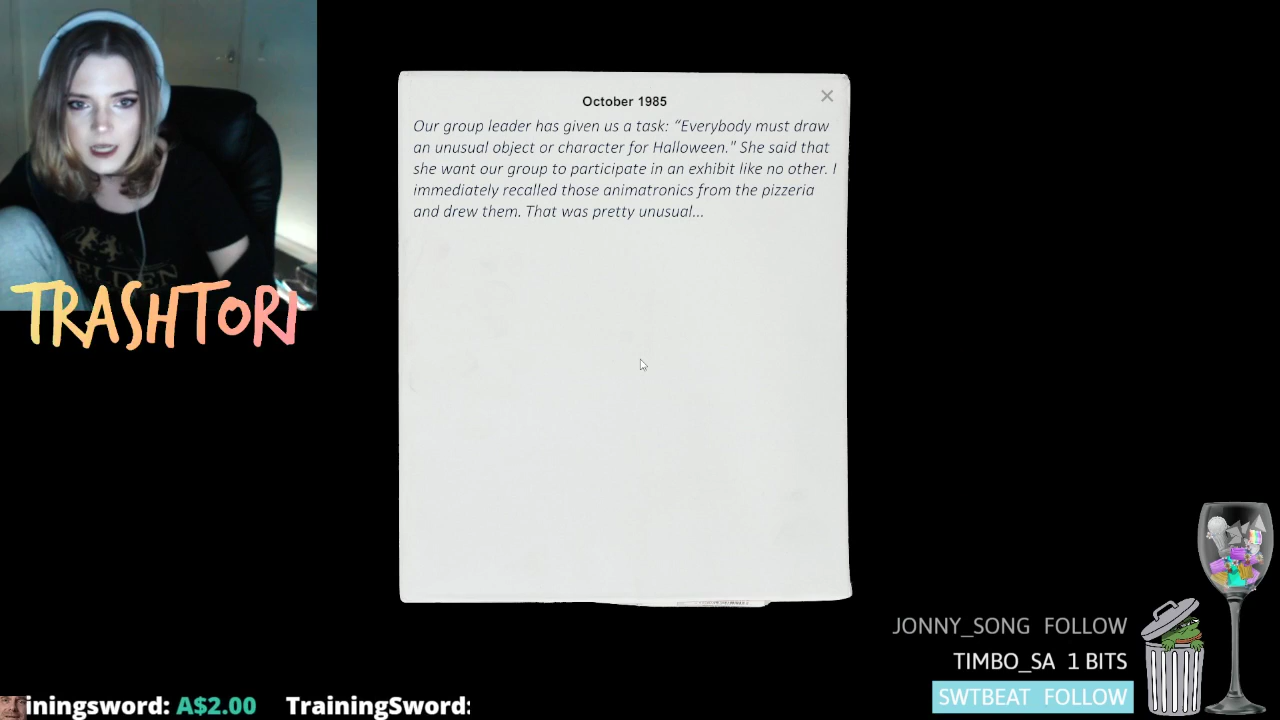 October 1985
Our group leader has given us a task: “Everybody must draw
an unusual object or character for Halloween." She said that
she want our group to participate in an exhibit like no other. I
immediately recalled those animatronics from the pizzeria
and drew them. That was pretty unusual...
TRASHTORI
JONNY_SONG FOLLOW
TIMBO_SA 1 BITS
SWTBEAT FOLLOW
iningsword: A$2.00 TrainingSword: